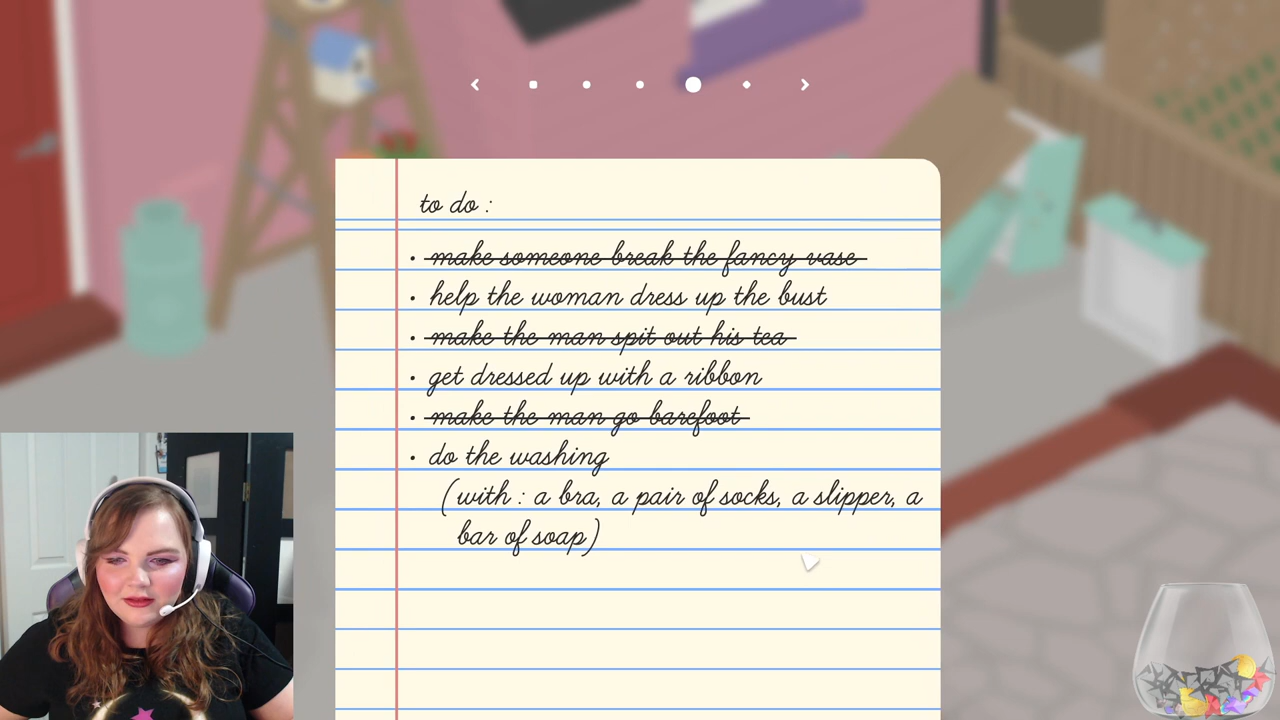 to do :
• make someone break the fancy vase
• help the woman dress up the bust
• make the man spit out his tea
• get dressed up with a ribbon
• make the man go barefoot
• do the washing
(with : a bra, a pair of socks, a slipper, a
bar of soap)